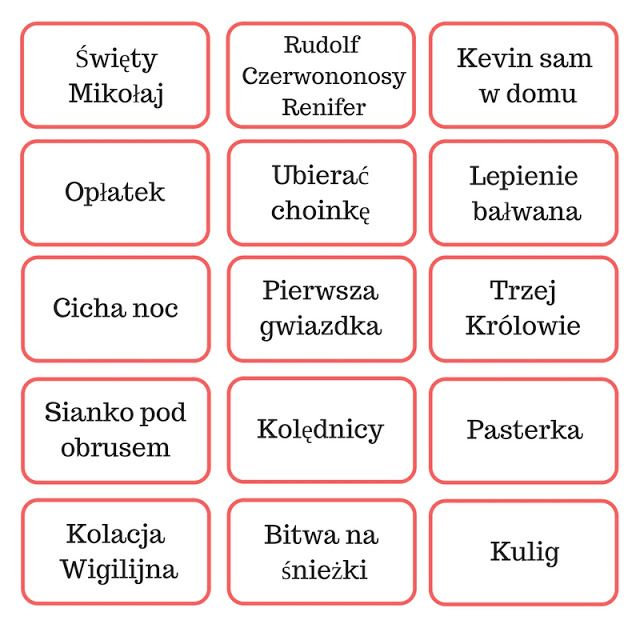 Święty
Mikołaj
Rudolf
Czerwononosy
Renifer
Kevin sam
w domu
Opłatek
Ubierać
choinkę
Lepienie
bałwana
Cicha noc
Pierwsza
gwiazdka
Trzej
Królowie
Sianko pod
obrusem
Kolędnicy
Pasterka
Kolacja
Wigilijna
Bitwa na
śnieżki
Kulig